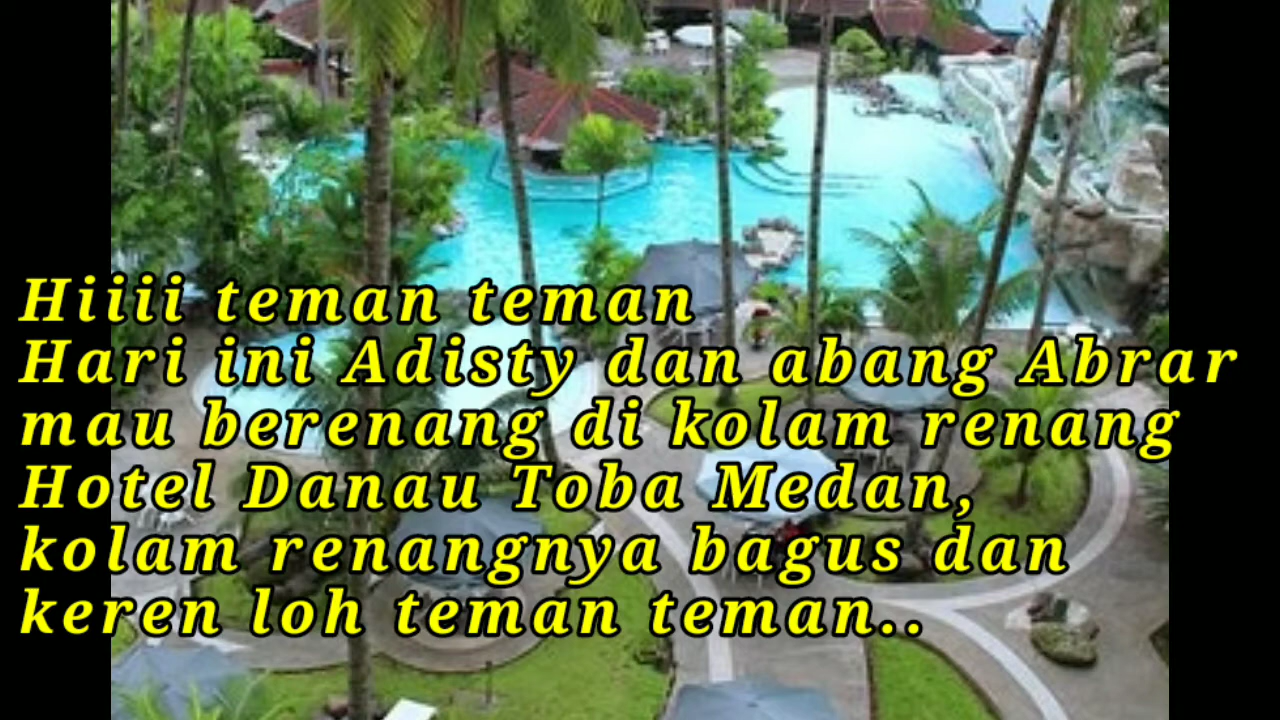 Hiiii teman teman
Hari ini Adisty dan abang Abrar
mau berenang di kolam renang
Hotel Danau Toba Medan,
kolam renangnya bagus dan
keren loh teman teman..